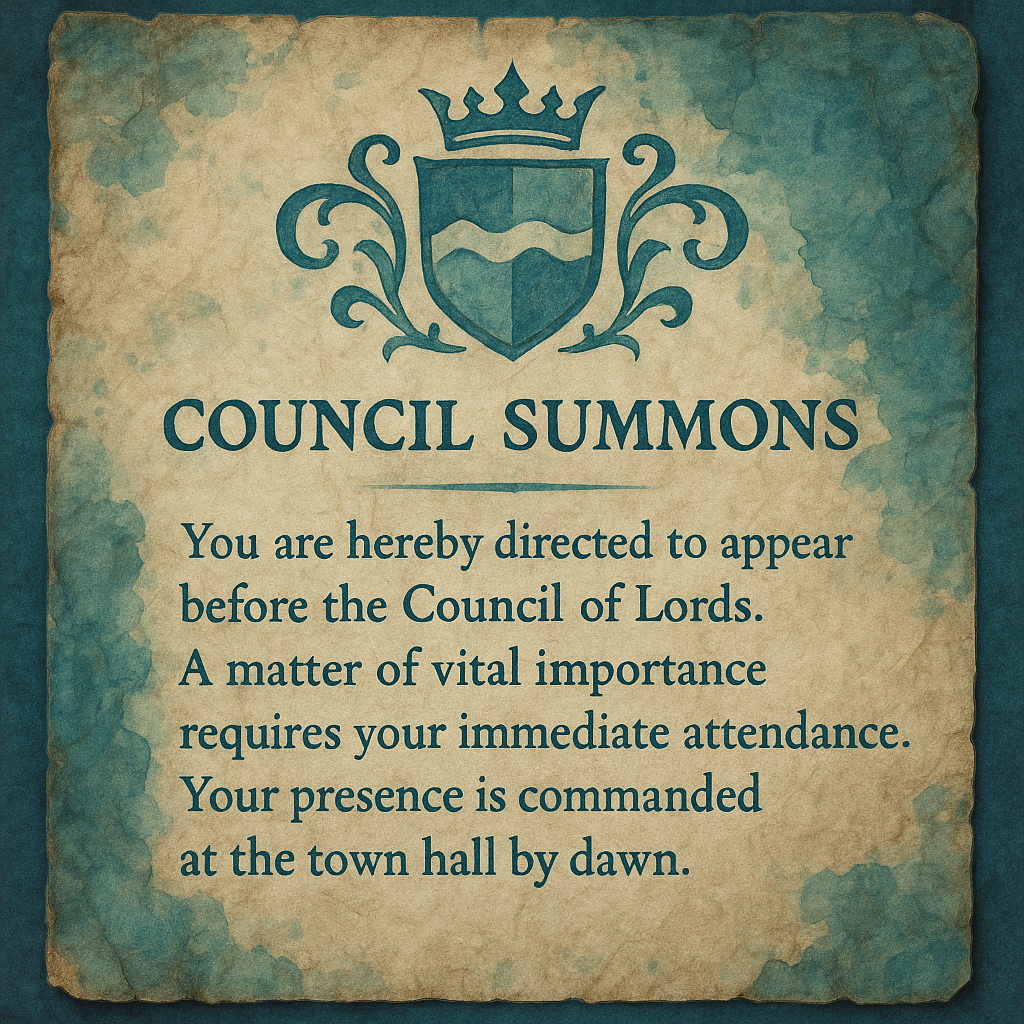 COUNCIL SUMMONS
You are hereby directed to appear
before the Council of Lords.
A matter of vital importance
requires your immediate attendance.
Your presence is commanded
at the town hall by dawn.